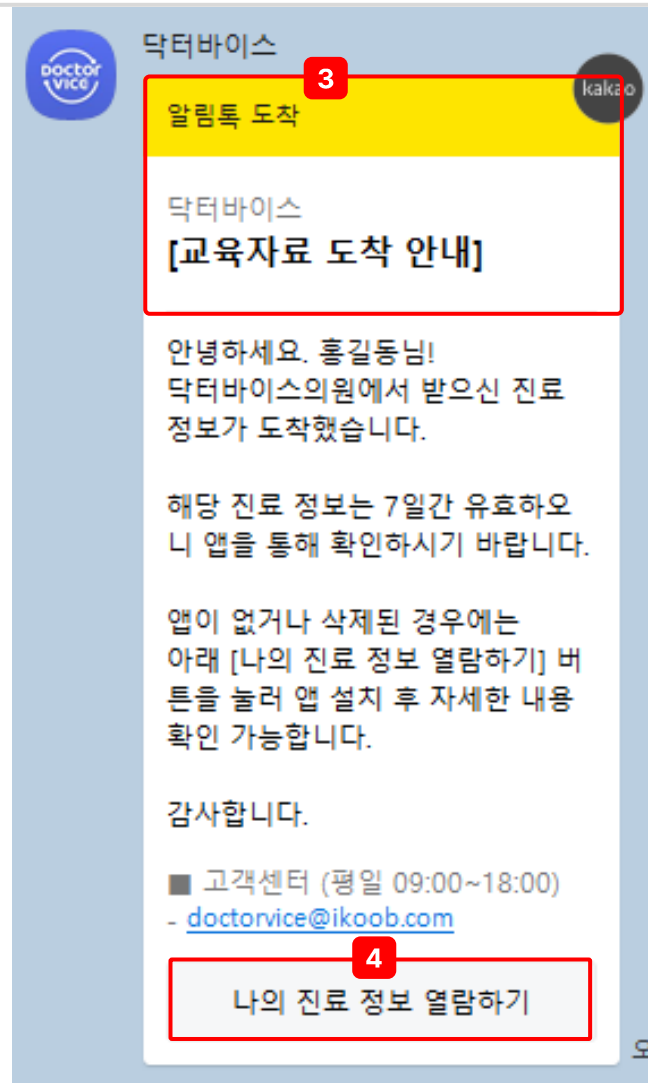 닥터바이스
DOCTOR
VICE
3
kakao
알림톡 도착
닥터바이스
[교육자료 도착 안내]
안녕하세요. 홍길동님!
닥터바이스의원에서 받으신 진료
정보가 도착했습니다.
해당 진료 정보는 7일간 유효하오
니 앱을 통해 확인하시기 바랍니다.
앱이 없거나 삭제된 경우에는
아래 [나의 진료 정보 열람하기] 버
튼을 눌러 앱 설치 후 자세한 내용
확인 가능합니다.
감사합니다.
■ 고객센터 (평일 09:00~18:00)
- doctorvice@ikoob.com
4
나의 진료 정보 열람하기